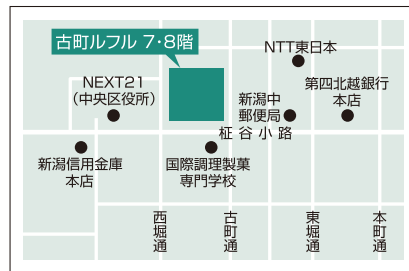 古町ルフル 7・8階
NTT東日本
NEXT21
(中央区役所)
第四北越銀行
本店
新潟中
郵便局
柾谷小路
新潟信用金庫
本店
国際調理製菓
専門学校
西堀通
古町通
東堀通
本町通